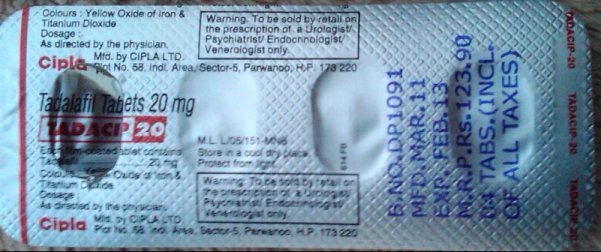 Colours : Yellow Oxide of iron &
Titanium Dioxide
Dosage :
As directed by the physician.
Cipla
Mfd. by CIPLA LTD.
Plot No. 68, Indl. Area, Sector-5, Parwanoo, H.P. 173 220
Warning: To be sold by retail on
the prescription of a Urologist/
Psychiatrist/ Endocrinologist/
Venerologist only.
Tadalafil Tablets 20 mg
TADACIP 20
Each film-coated tablet contains
Tadalafil 20 mg
Colours : Yellow Oxide of iron &
Titanium Dioxide
Dosage :
As directed by the physician.
Cipla
Mfd. by CIPLA LTD.
Plot No. 68, Indl. Area, Sector-5, Parwanoo, H.P. 173 220
M.L. L/05/151-MNB
Store in a cool dry place.
Protect from light.
Warning: To be sold by retail on
the prescription of a Urologist/
Psychiatrist/ Endocrinologist/
Venerologist only.
B.NO.DP1091
MFD.MAR.11
EXP. FEB.13
M.R.P.Rs.123.90
04 TABS.(INCL.
OF ALL TAXES)
TADACIP-20
TADACIP-20
TADACIP-20